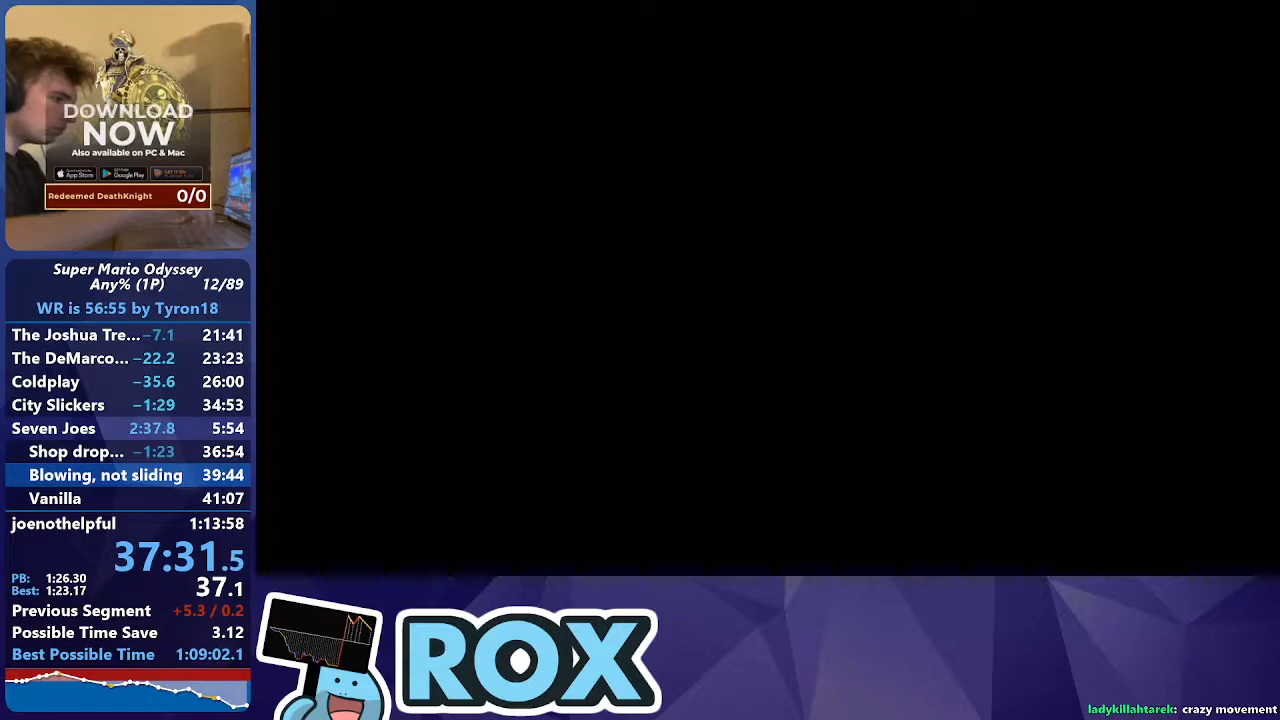 DOWNLOAD
NOW
Also available on PC & Mac
App Store
Google Play
Redeemed DeathKnight 0/0
Super Mario Odyssey
Any% (1P) 12/89
WR is 56:55 by Tyron18
The Joshua Tre... −7.1 21:41
The DeMarco... −22.2 23:23
Coldplay −35.6 26:00
City Slickers −1:29 34:53
Seven Joes 2:37.8 5:54
Shop drop... −1:23 36:54
Blowing, not sliding 39:44
Vanilla 41:07
joenothelpful 1:13:58
37:31.5
PB: 1:26.30
Best: 1:23.17
37.1
Previous Segment +5.3 / 0.2
Possible Time Save 3.12
Best Possible Time 1:09:02.1
ROX
ladykillahtarek: crazy movement